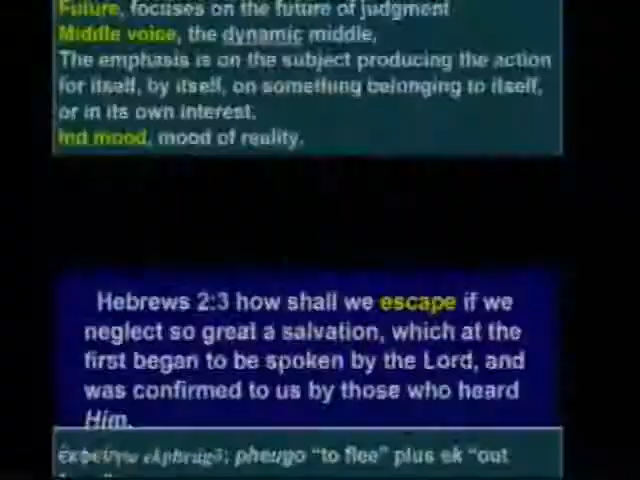 Future, focuses on the future of judgment
Middle voice, the dynamic middle,
The emphasis is on the subject producing the action
for itself, by itself, on something belonging to itself,
or in its own interest.
Ind mood, mood of reality.
Hebrews 2:3 how shall we escape if we
neglect so great a salvation, which at the
first began to be spoken by the Lord, and
was confirmed to us by those who heard
Him.
pheugo "to flee" plus ek "out